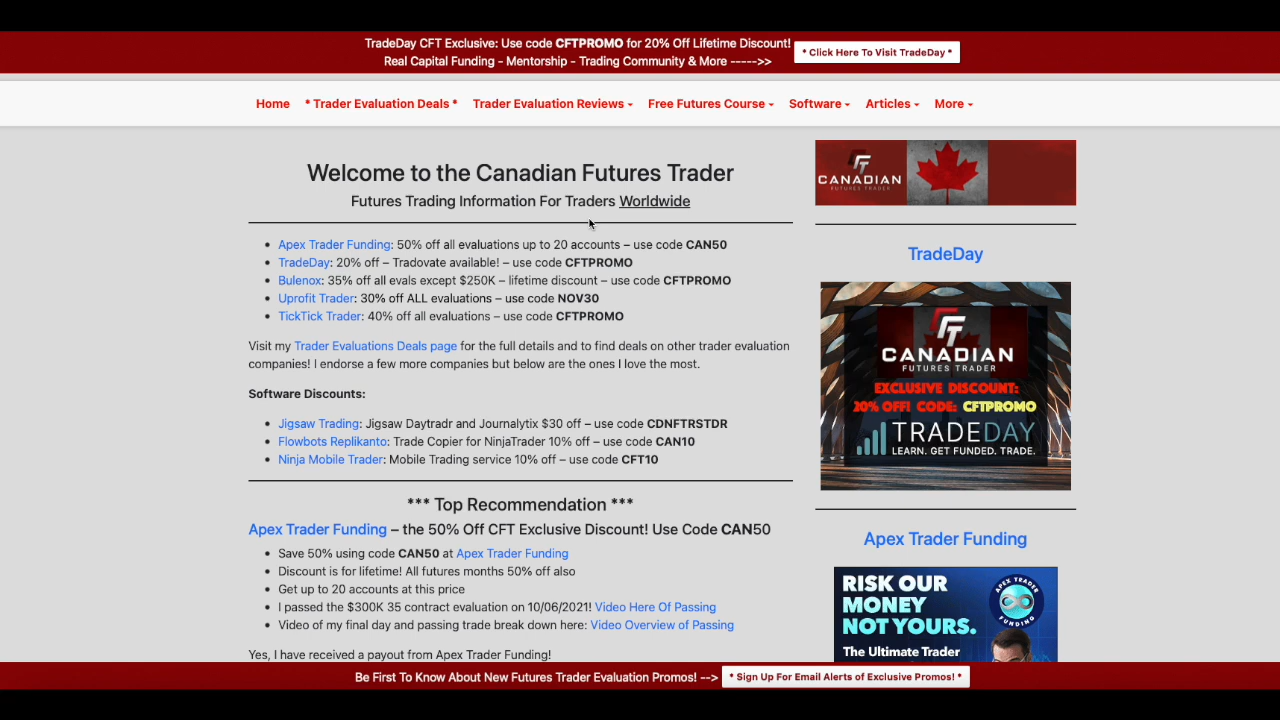 TradeDay CFT Exclusive: Use code CFTPROMO for 20% Off Lifetime Discount!
Real Capital Funding - Mentorship - Trading Community & More ----->>
* Click Here To Visit TradeDay *
Home * Trader Evaluation Deals * Trader Evaluation Reviews Free Futures Course Software Articles More
Welcome to the Canadian Futures Trader
Futures Trading Information For Traders Worldwide
Apex Trader Funding: 50% off all evaluations up to 20 accounts – use code CAN50
TradeDay: 20% off – Tradovate available! – use code CFTPROMO
Bulenox: 35% off all evals except $250K – lifetime discount – use code CFTPROMO
Uprofit Trader: 30% off ALL evaluations – use code NOV30
TickTick Trader: 40% off all evaluations – use code CFTPROMO
Visit my Trader Evaluations Deals page for the full details and to find deals on other trader evaluation
companies! I endorse a few more companies but below are the ones I love the most.
Software Discounts:
Jigsaw Trading: Jigsaw Daytradr and Journalytix $30 off – use code CDNFTRSTDR
Flowbots Replikanto: Trade Copier for NinjaTrader 10% off – use code CAN10
Ninja Mobile Trader: Mobile Trading service 10% off – use code CFT10
*** Top Recommendation ***
Apex Trader Funding – the 50% Off CFT Exclusive Discount! Use Code CAN50
Save 50% using code CAN50 at Apex Trader Funding
Discount is for lifetime! All futures months 50% off also
Get up to 20 accounts at this price
I passed the $300K 35 contract evaluation on 10/06/2021! Video Here Of Passing
Video of my final day and passing trade break down here: Video Overview of Passing
Yes, I have received a payout from Apex Trader Funding!
CANADIAN
FUTURES TRADER
TradeDay
CANADIAN
FUTURES TRADER
EXCLUSIVE DISCOUNT:
20% OFF! CODE: CFTPROMO
TRADEDAY
LEARN. GET FUNDED. TRADE.
Apex Trader Funding
RISK OUR
MONEY
NOT YOURS.
The Ultimate Trader
APEX TRADER
FUNDING
Be First To Know About New Futures Trader Evaluation Promos! -->
* Sign Up For Email Alerts of Exclusive Promos! *